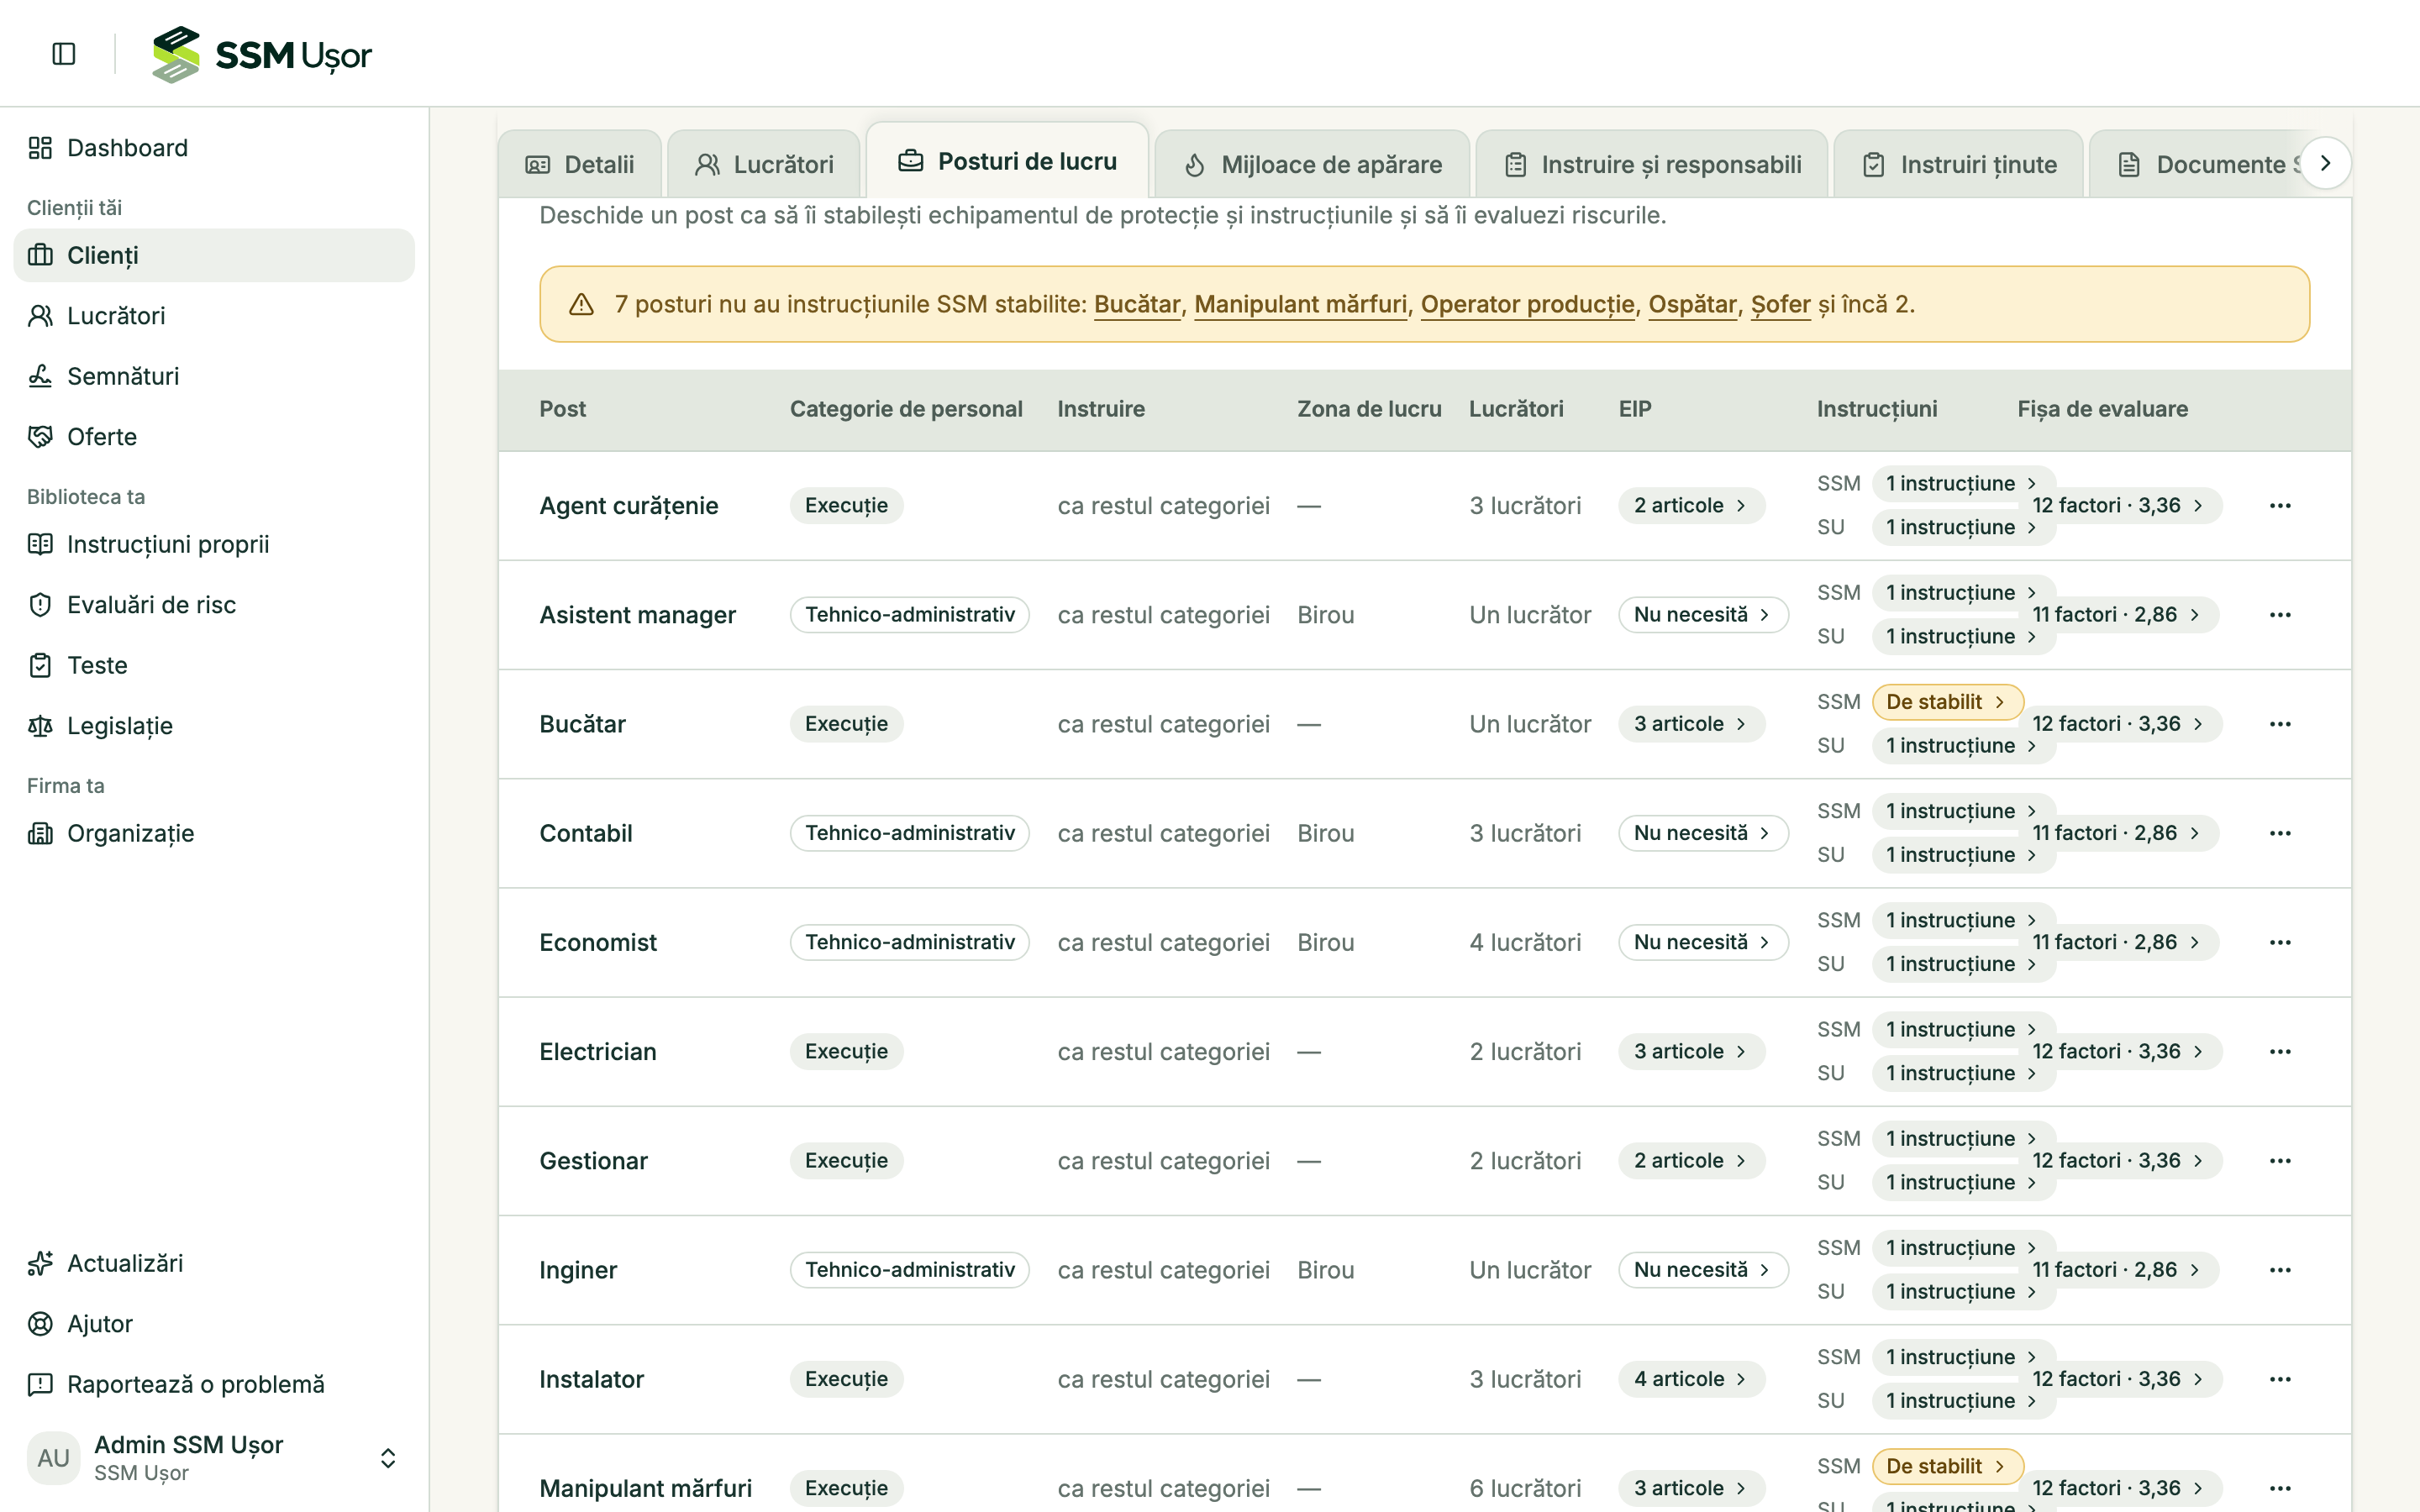 SSM Ușor
Dashboard
Clienții tăi
Clienți
Lucrători
Semnături
Oferte
Biblioteca ta
Instrucțiuni proprii
Evaluări de risc
Teste
Legislație
Firma ta
Organizație
Actualizări
Ajutor
Raportează o problemă
AU
Admin SSM Ușor
SSM Ușor
Detalii Lucrători Posturi de lucru Mijloace de apărare Instruire și responsabili Instruiri ținute Documente
Deschide un post ca să îi stabilești echipamentul de protecție și instrucțiunile și să îi evaluezi riscurile.
7 posturi nu au instrucțiunile SSM stabilite: Bucătar, Manipulant mărfuri, Operator producție, Ospătar, Șofer și încă 2.
Post Categorie de personal Instruire Zona de lucru Lucrători EIP Instrucțiuni Fișa de evaluare
Agent curățenie Execuție ca restul categoriei — 3 lucrători 2 articole SSM 1 instrucțiune SU 1 instrucțiune 12 factori · 3,36
Asistent manager Tehnico-administrativ ca restul categoriei Birou Un lucrător Nu necesită SSM 1 instrucțiune SU 1 instrucțiune 11 factori · 2,86
Bucătar Execuție ca restul categoriei — Un lucrător 3 articole SSM De stabilit SU 1 instrucțiune 12 factori · 3,36
Contabil Tehnico-administrativ ca restul categoriei Birou 3 lucrători Nu necesită SSM 1 instrucțiune SU 1 instrucțiune 11 factori · 2,86
Economist Tehnico-administrativ ca restul categoriei Birou 4 lucrători Nu necesită SSM 1 instrucțiune SU 1 instrucțiune 11 factori · 2,86
Electrician Execuție ca restul categoriei — 2 lucrători 3 articole SSM 1 instrucțiune SU 1 instrucțiune 12 factori · 3,36
Gestionar Execuție ca restul categoriei — 2 lucrători 2 articole SSM 1 instrucțiune SU 1 instrucțiune 12 factori · 3,36
Inginer Tehnico-administrativ ca restul categoriei Birou Un lucrător Nu necesită SSM 1 instrucțiune SU 1 instrucțiune 11 factori · 2,86
Instalator Execuție ca restul categoriei — 3 lucrători 4 articole SSM 1 instrucțiune SU 1 instrucțiune 12 factori · 3,36
Manipulant mărfuri Execuție ca restul categoriei — 6 lucrători 3 articole SSM De stabilit SU 1 instrucțiune 12 factori · 3,36